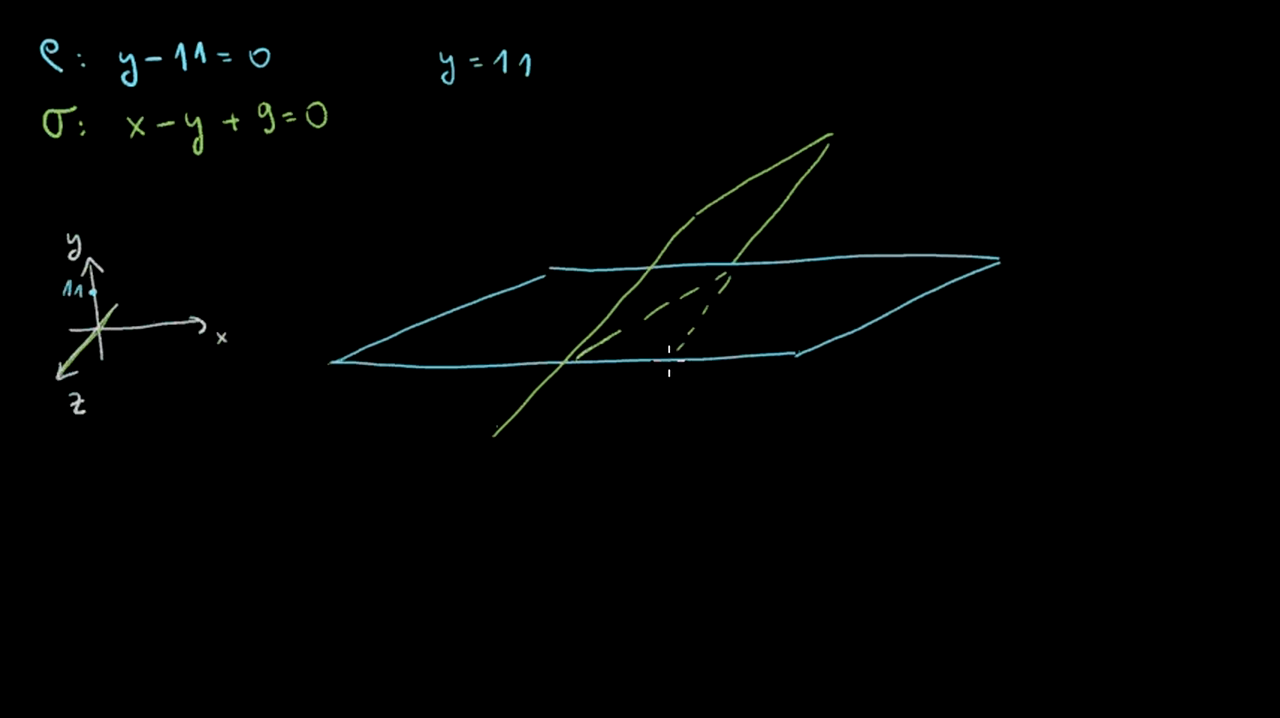 ρ: y - 11 = 0
y = 11
σ: x - y + 9 = 0
y
11
x
z